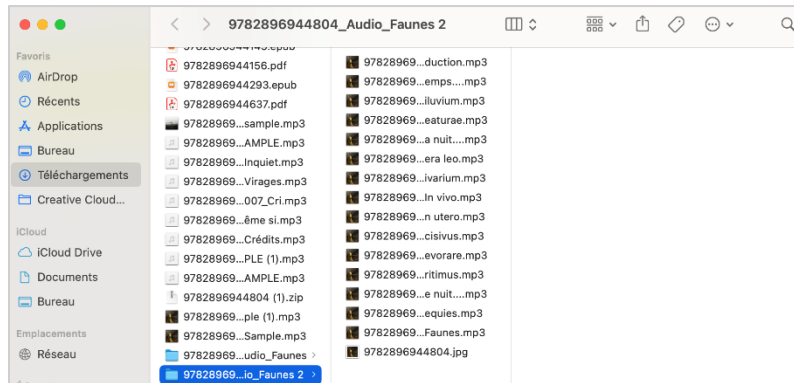 9782896944804_Audio_Faunes 2
Favoris
AirDrop
Récents
Applications
Bureau
Téléchargements
Creative Cloud...
iCloud
iCloud Drive
Documents
Bureau
Emplacements
Réseau
9782896944156.pdf
9782896944293.epub
9782896944637.pdf
97828969...sample.mp3
97828969...AMPLE.mp3
97828969...Inquiet.mp3
97828969...Virages.mp3
97828969...007_Cri.mp3
97828969...ême si.mp3
97828969...Crédits.mp3
97828969...PLE (1).mp3
97828969...AMPLE.mp3
9782896944804 (1).zip
97828969...ple (1).mp3
97828969...Sample.mp3
97828969...udio_Faunes
97828969...io_Faunes 2
97828969...duction.mp3
97828969...emps....mp3
97828969...iluvium.mp3
97828969...eaturae.mp3
97828969...a nuit....mp3
97828969...era leo.mp3
97828969...ivarium.mp3
97828969...In vivo.mp3
97828969...n utero.mp3
97828969...cisivus.mp3
97828969...evorare.mp3
97828969...ritimus.mp3
97828969...e nuit....mp3
97828969...equies.mp3
97828969...Faunes.mp3
9782896944804.jpg